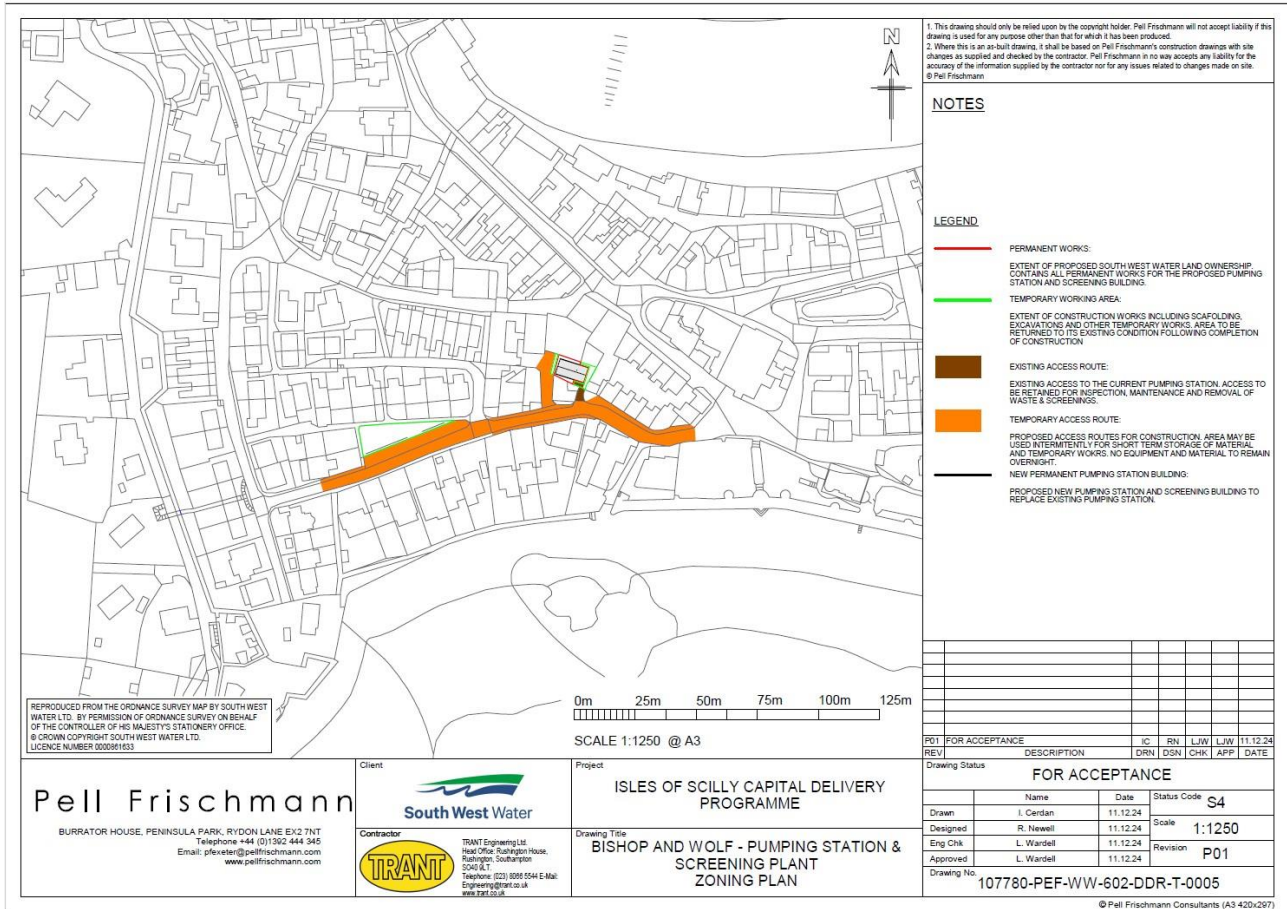 1. This drawing should only be relied upon by the copyright holder. Pell Frischmann will not accept liability if this
drawing is used for any purpose other than that for which it has been produced.
2. Where this is an as-built drawing, it shall be based on Pell Frischmann's construction drawings with site
changes as supplied and checked by the contractor. Pell Frischmann in no way accepts any liability for the
accuracy of the information supplied by the contractor nor for any issues related to changes made on site.
© Pell Frischmann
N
NOTES
LEGEND
PERMANENT WORKS:
EXTENT OF PROPOSED SOUTH WEST WATER LAND OWNERSHIP.
CONTAINS ALL PERMANENT WORKS FOR THE PROPOSED PUMPING
STATION AND SCREENING BUILDING.
TEMPORARY WORKING AREA:
EXTENT OF CONSTRUCTION WORKS INCLUDING SCAFOLDING,
EXCAVATIONS AND OTHER TEMPORARY WORKS. AREA TO BE
RETURNED TO ITS EXISTING CONDITION FOLLOWING COMPLETION
OF CONSTRUCTION
EXISTING ACCESS ROUTE:
EXISTING ACCESS TO THE CURRENT PUMPING STATION. ACCESS TO
BE RETAINED FOR INSPECTION, MAINTENANCE AND REMOVAL OF
WASTE & SCREENINGS.
TEMPORARY ACCESS ROUTE:
PROPOSED ACCESS ROUTES FOR CONSTRUCTION. AREA MAY BE
USED INTERMITENTLY FOR SHORT TERM STORAGE OF MATERIAL
AND TEMPORARY WOKRS. NO EQUIPMENT AND MATERIAL TO REMAIN
OVERNIGHT.
NEW PERMANENT PUMPING STATION BUILDING:
PROPOSED NEW PUMPING STATION AND SCREENING BUILDING TO
REPLACE EXISTING PUMPING STATION.
REPRODUCED FROM THE ORDNANCE SURVEY MAP BY SOUTH WEST
WATER LTD. BY PERMISSION OF ORDNANCE SURVEY ON BEHALF
OF THE CONTROLLER OF HIS MAJESTY'S STATIONERY OFFICE.
© CROWN COPYRIGHT SOUTH WEST WATER LTD.
LICENCE NUMBER 0000861633
0m 25m 50m 75m 100m 125m
SCALE 1:1250 @ A3
P01 FOR ACCEPTANCE IC RN LJW LJW 11.12.24
REV DESCRIPTION DRN DSN CHK APP DATE
Pell Frischmann
BURRATOR HOUSE, PENINSULA PARK, RYDON LANE EX2 7NT
Telephone +44 (0)1392 444 345
Email: pfexeter@pellfrischmann.com
www.pellfrischmann.com
Client
South West Water
Contractor
TRANT
TRANT Engineering Ltd.
Head Office: Rushington House,
Rushington, Southampton
SO40 9LT.
Telephone: (023) 8066 5544 E-Mail:
Engineering@trant.co.uk
www.trant.co.uk
Project
ISLES OF SCILLY CAPITAL DELIVERY
PROGRAMME
Drawing Title
BISHOP AND WOLF - PUMPING STATION &
SCREENING PLANT
ZONING PLAN
Drawing Status
FOR ACCEPTANCE
Name Date Status Code S4
Drawn I. Cerdan 11.12.24
Designed R. Newell 11.12.24 Scale 1:1250
Eng Chk L. Wardell 11.12.24
Approved L. Wardell 11.12.24 Revision P01
Drawing No.
107780-PEF-WW-602-DDR-T-0005
© Pell Frischmann Consultants (A3 420x297)